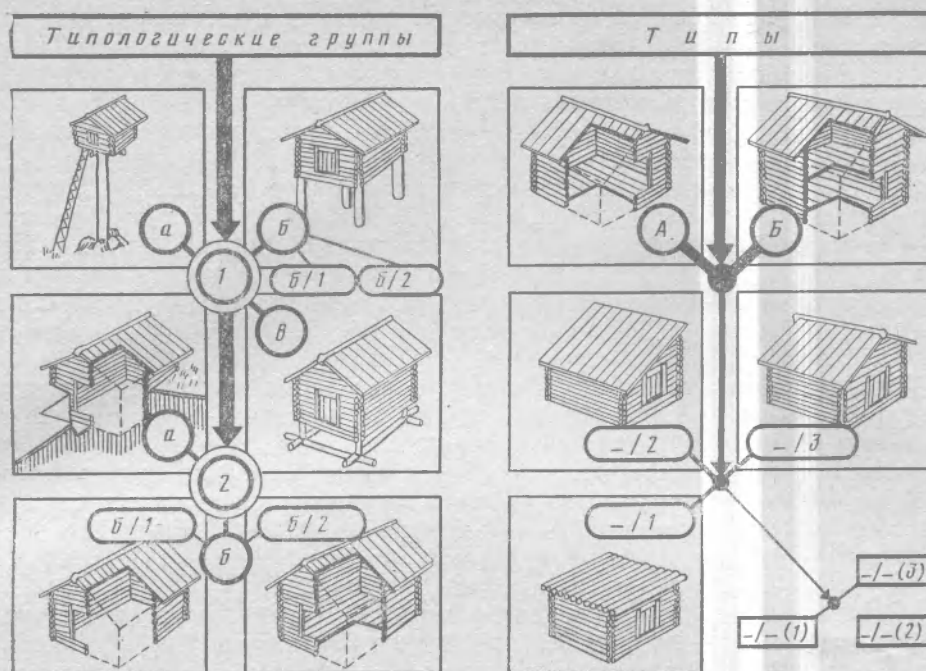 Типологические группы
Типы
а
б
1
б/1
б/2
в
А
Б
а
2
б/1
б/2
б
–/2
–/3
–/1
–/–(3)
–/–(1)
–/–(2)